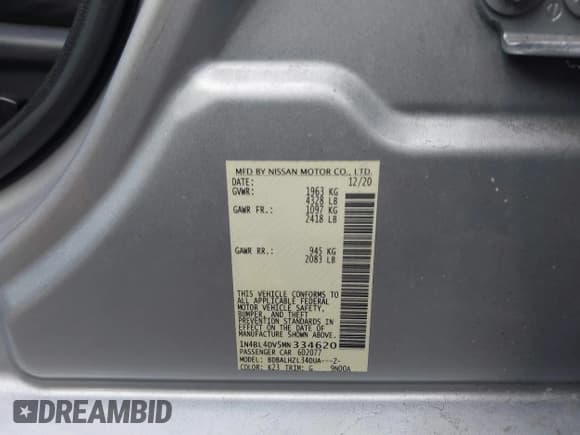 MFD BY NISSAN MOTOR CO., LTD.
DATE: 12/20
GVWR: 1963 KG
4328 LB
GAWR FR.: 1097 KG
2418 LB
GAWR RR.: 945 KG
2083 LB
THIS VEHICLE CONFORMS TO
ALL APPLICABLE FEDERAL
MOTOR VEHICLE SAFETY,
BUMPER, AND THEFT
PREVENTION STANDARDS IN
EFFECT ON THE DATE OF
MANUFACTURE SHOWN ABOVE.
1N4BL4DV5MN334620
PASSENGER CAR 6D2077
MODEL: BDBALHZL34DUA---Z-
COLOR: K23 TRIM: G 9N00A
DREAMBID